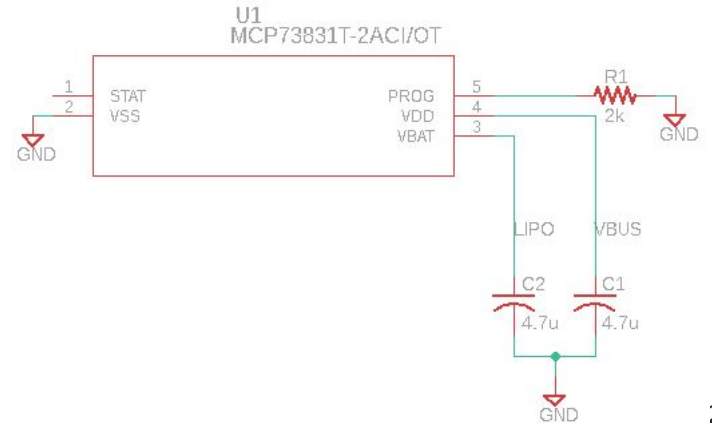 U1
MCP73831T-2ACI/OT
1
STAT
2
VSS
GND
PROG
5
VDD
4
VBAT
3
R1
2k
GND
LIPO
VBUS
C2
4.7u
C1
4.7u
GND